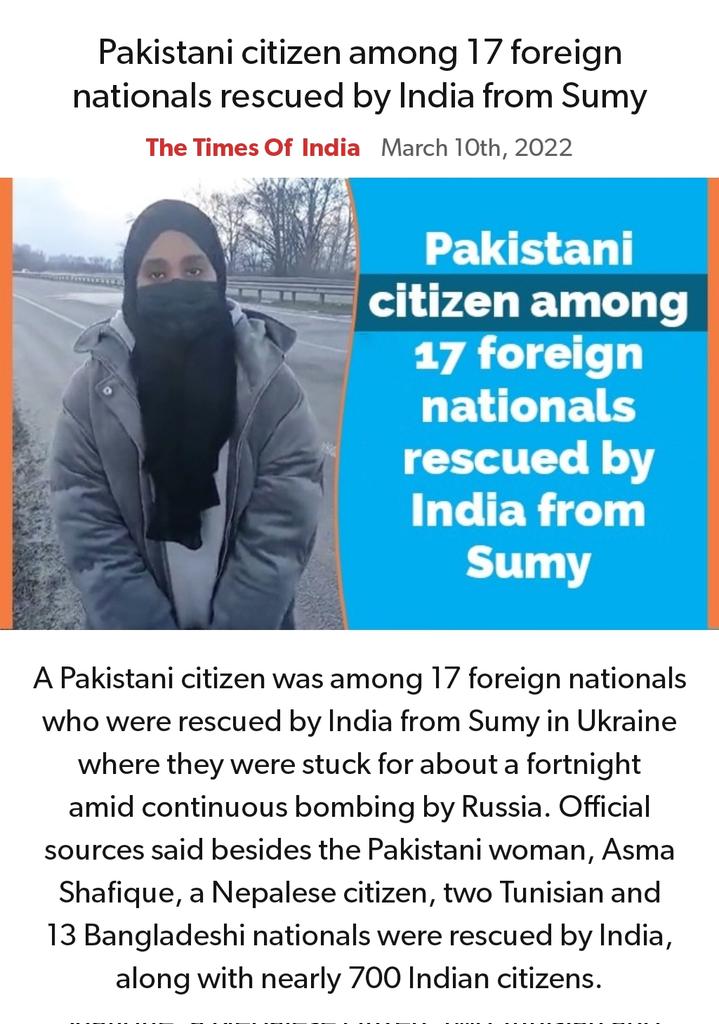 Pakistani citizen among 17 foreign
nationals rescued by India from Sumy
The Times Of India March 10th, 2022
Pakistani
citizen among
17 foreign
nationals
rescued by
India from
Sumy
A Pakistani citizen was among 17 foreign nationals
who were rescued by India from Sumy in Ukraine
where they were stuck for about a fortnight
amid continuous bombing by Russia. Official
sources said besides the Pakistani woman, Asma
Shafique, a Nepalese citizen, two Tunisian and
13 Bangladeshi nationals were rescued by India,
along with nearly 700 Indian citizens.